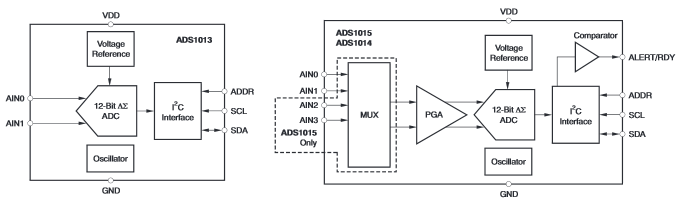 VDD
ADS1013
Voltage
Reference
AIN0
AIN1
12-Bit ΔΣ
ADC
I²C
Interface
ADDR
SCL
SDA
Oscillator
GND
VDD
ADS1015
ADS1014
Comparator
Voltage
Reference
ALERT/RDY
AIN0
AIN1
AIN2
AIN3
ADS1015
Only
MUX
PGA
12-Bit ΔΣ
ADC
I²C
Interface
ADDR
SCL
SDA
Oscillator
GND